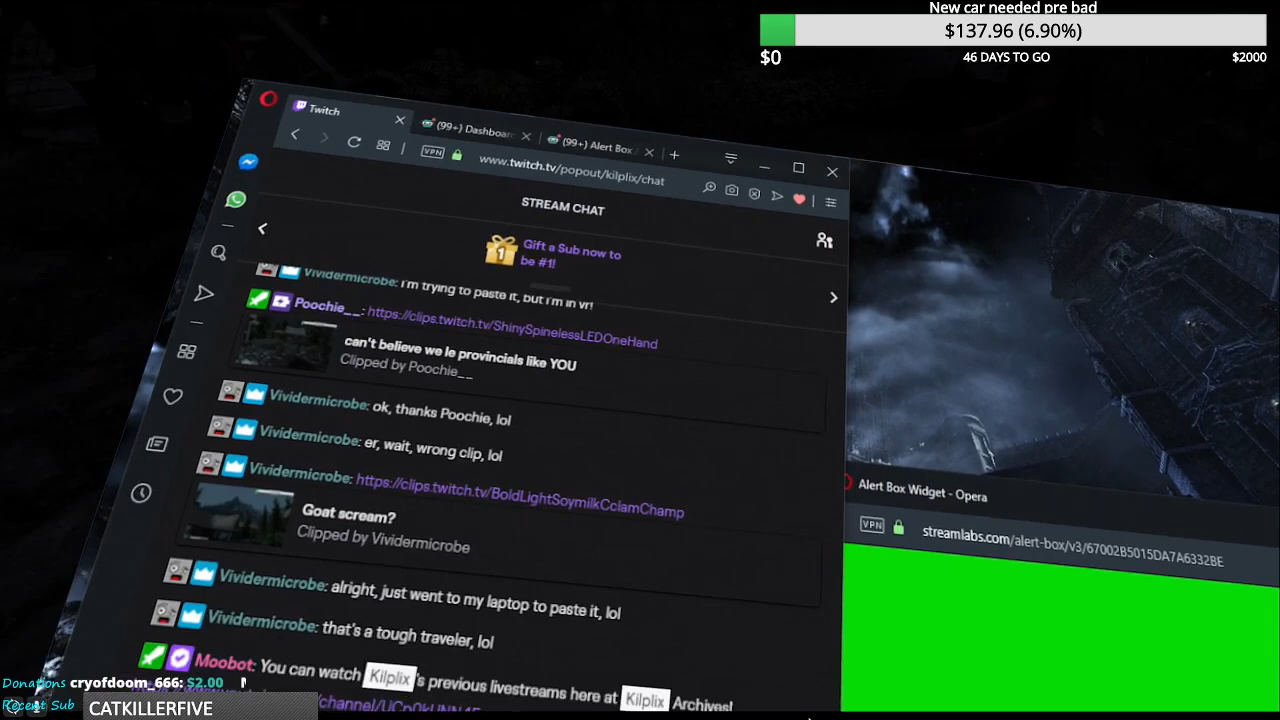 New car needed pre bad
$137.96 (6.90%)
$0
46 DAYS TO GO
$2000
Twitch
(99+) Dashboar
(99+) Alert Box
VPN
www.twitch.tv/popout/kilplix/chat
STREAM CHAT
1
Gift a Sub now to
be #1!
Vividermicrobe: I'm trying to paste it, but I'm in vr!
Poochie__: https://clips.twitch.tv/ShinySpinelessLEDOneHand
can't believe we le provincials like YOU
Clipped by Poochie__
Vividermicrobe: ok, thanks Poochie, lol
Vividermicrobe: er, wait, wrong clip, lol
Vividermicrobe: https://clips.twitch.tv/BoldLightSoymilkCclamChamp
Goat scream?
Clipped by Vividermicrobe
Vividermicrobe: alright, just went to my laptop to paste it, lol
Vividermicrobe: that's a tough traveler, lol
Moobot: You can watch Kilplix's previous livestreams here at Kilplix Archives!
Alert Box Widget - Opera
VPN
streamlabs.com/alert-box/v3/67002B5015DA7A6332BE
Donations cryofdoom_666: $2.00
Recent Sub
CATKILLERFIVE